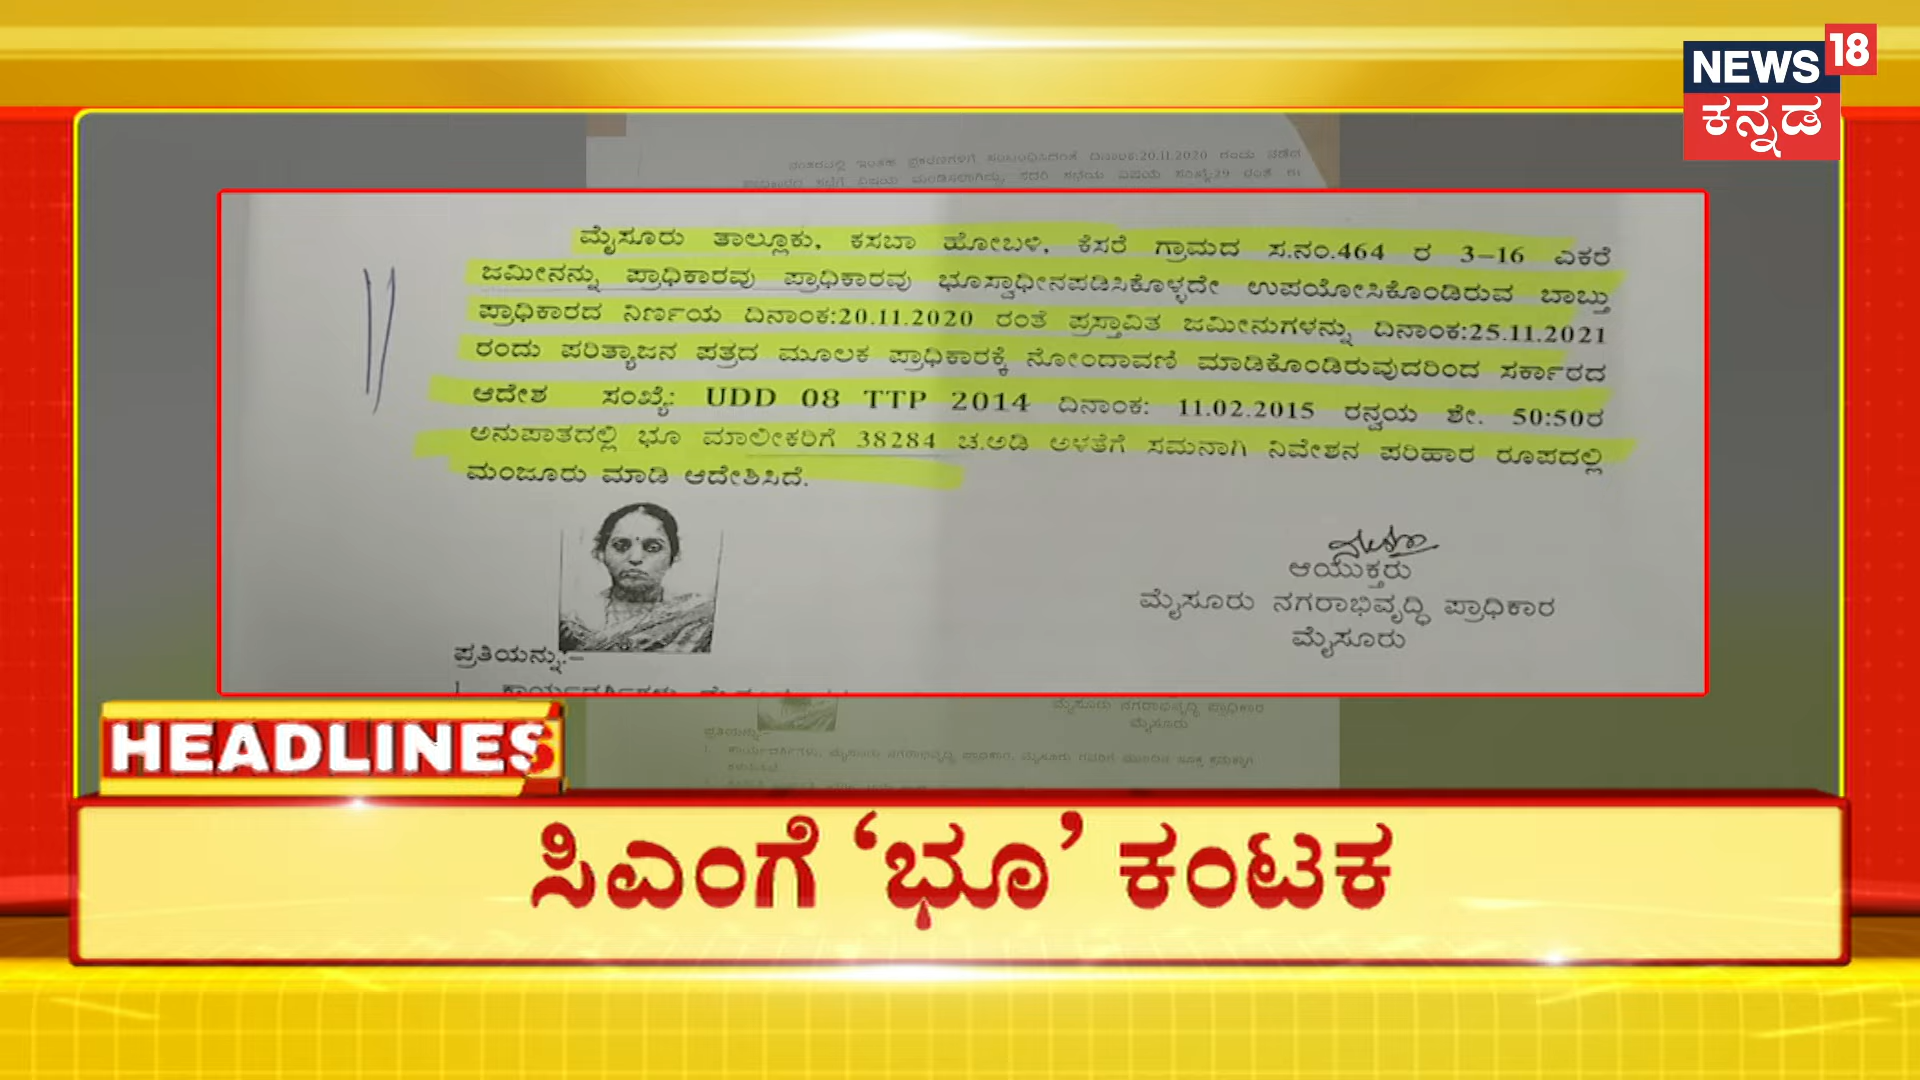 NEWS 18
ಕನ್ನಡ
ಮೈಸೂರು ತಾಲ್ಲೂಕು, ಕಸಬಾ ಹೋಬಳಿ, ಕೆಸರೆ ಗ್ರಾಮದ ಸ.ನಂ.464 ರ 3-16 ಎಕರೆ
ಜಮೀನನ್ನು ಪ್ರಾಧಿಕಾರವು ಪ್ರಾಧಿಕಾರವು ಭೂಸ್ವಾಧೀನಪಡಿಸಿಕೊಳ್ಳದೇ ಉಪಯೋಸಿಕೊಂಡಿರುವ ಬಾಬ್ತು
ಪ್ರಾಧಿಕಾರದ ನಿರ್ಣಯ ದಿನಾಂಕ:20.11.2020 ರಂತೆ ಪ್ರಸ್ತಾವಿತ ಜಮೀನುಗಳನ್ನು ದಿನಾಂಕ:25.11.2021
ರಂದು ಪರಿತ್ಯಾಜನ ಪತ್ರದ ಮೂಲಕ ಪ್ರಾಧಿಕಾರಕ್ಕೆ ನೋಂದಾವಣಿ ಮಾಡಿಕೊಂಡಿರುವುದರಿಂದ ಸರ್ಕಾರದ
ಆದೇಶ ಸಂಖ್ಯೆ: UDD 08 TTP 2014 ದಿನಾಂಕ: 11.02.2015 ರನ್ವಯ ಶೇ. 50:50ರ
ಅನುಪಾತದಲ್ಲಿ ಭೂ ಮಾಲೀಕರಿಗೆ 38284 ಚ.ಅಡಿ ಅಳತೆಗೆ ಸಮನಾಗಿ ನಿವೇಶನ ಪರಿಹಾರ ರೂಪದಲ್ಲಿ
ಮಂಜೂರು ಮಾಡಿ ಆದೇಶಿಸಿದೆ.
ಆಯುಕ್ತರು
ಮೈಸೂರು ನಗರಾಭಿವೃದ್ಧಿ ಪ್ರಾಧಿಕಾರ
ಮೈಸೂರು
ಪ್ರತಿಯನ್ನು:-
HEADLINES
ಸಿಎಂಗೆ ‘ಭೂ’ ಕಂಟಕ